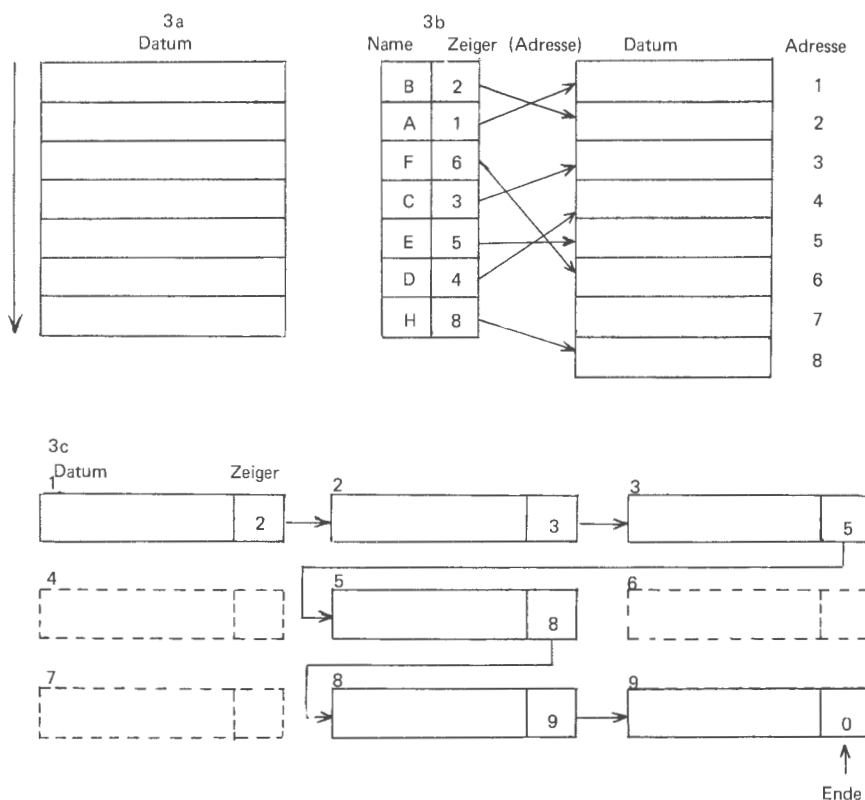 3a
Datum
3b
Name Zeiger (Adresse) Datum Adresse
B 2 1
A 1 2
F 6 3
C 3 4
E 5 5
D 4 6
H 8 7
8
3c
Datum Zeiger
1 2 3
2 3 5
4 5 6
8
7 8 9
9 0
Ende